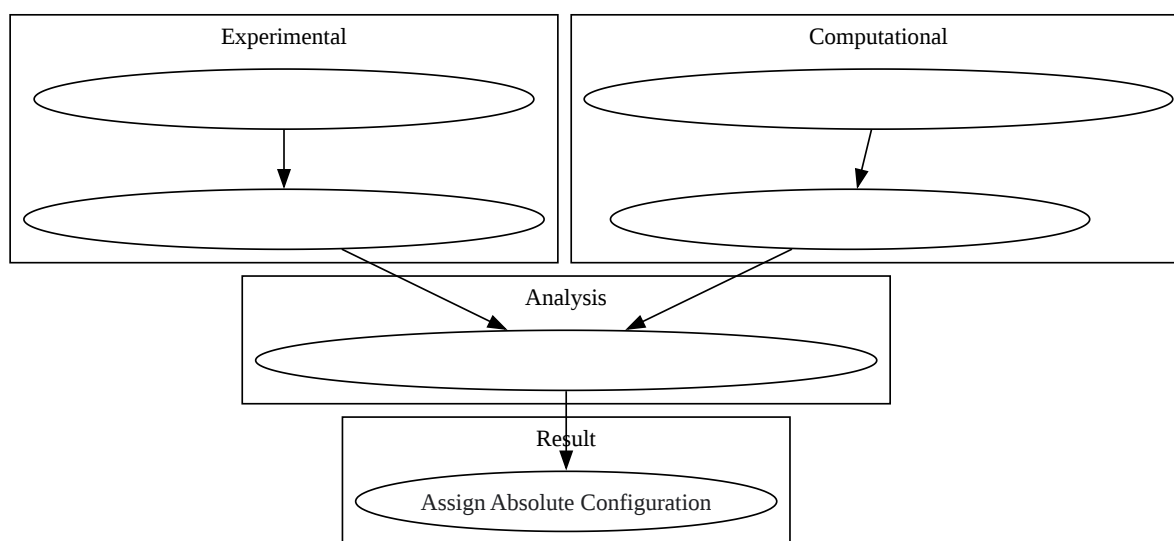 Experimental
Computational
Analysis
Result
Assign Absolute Configuration